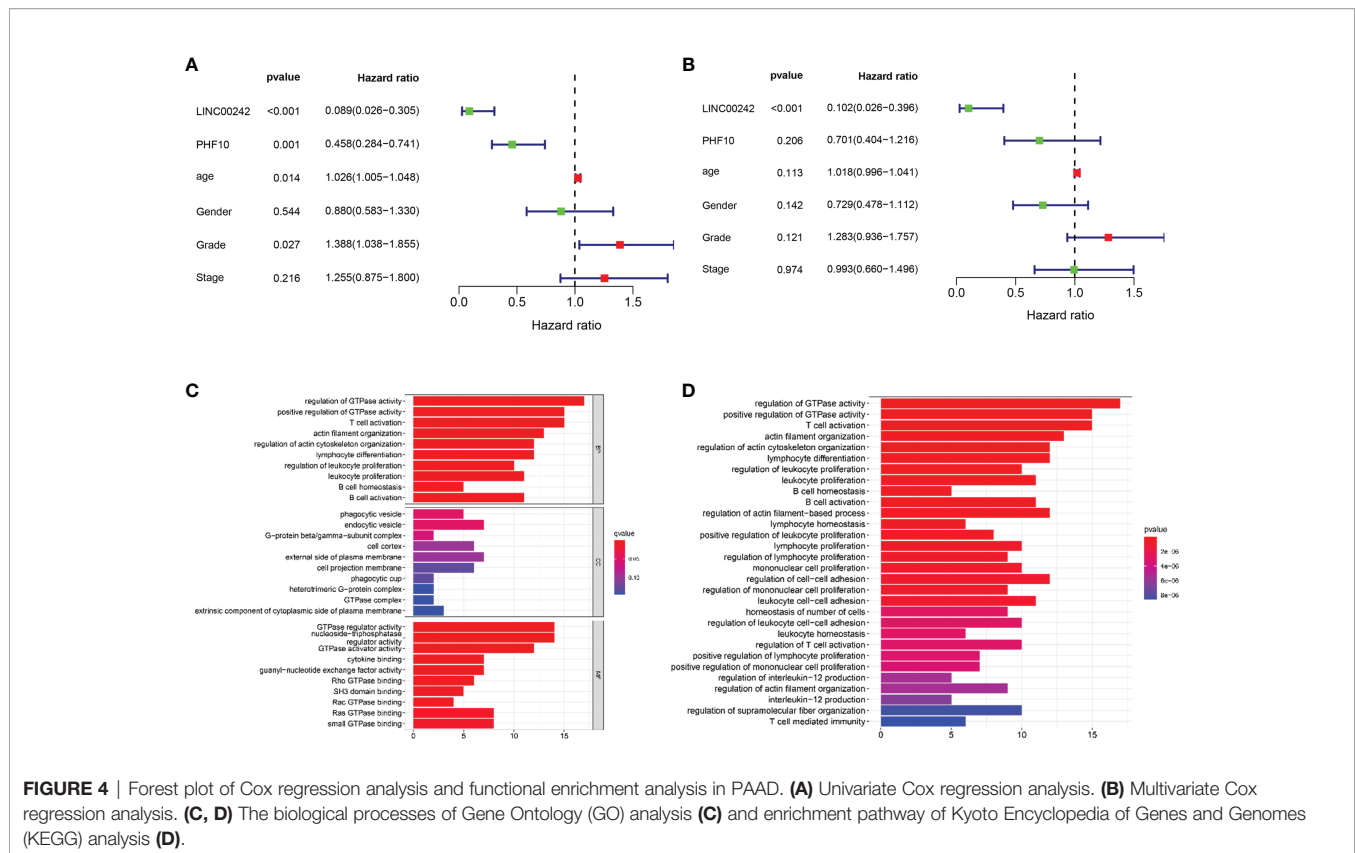 A
pvalue Hazard ratio
LINC00242 <0.001 0.089(0.026−0.305)
PHF10 0.001 0.458(0.284−0.741)
age 0.014 1.026(1.005−1.048)
Gender 0.544 0.880(0.583−1.330)
Grade 0.027 1.388(1.038−1.855)
Stage 0.216 1.255(0.875−1.800)
0.0 0.5 1.0 1.5
Hazard ratio
B
pvalue Hazard ratio
LINC00242 <0.001 0.102(0.026−0.396)
PHF10 0.206 0.701(0.404−1.216)
age 0.113 1.018(0.996−1.041)
Gender 0.142 0.729(0.478−1.112)
Grade 0.121 1.283(0.936−1.757)
Stage 0.974 0.993(0.660−1.496)
0.0 0.5 1.0 1.5
Hazard ratio
C
regulation of GTPase activity
positive regulation of GTPase activity
T cell activation
actin filament organization
regulation of actin cytoskeleton organization
lymphocyte differentiation
regulation of leukocyte proliferation
leukocyte proliferation
B cell homeostasis
B cell activation
BP
phagocytic vesicle
endocytic vesicle
G−protein beta/gamma−subunit complex
cell cortex
external side of plasma membrane
cell projection membrane
phagocytic cup
heterotrimeric G−protein complex
GTPase complex
extrinsic component of cytoplasmic side of plasma membrane
CC
GTPase regulator activity
nucleoside−triphosphatase
regulator activity
GTPase activator activity
cytokine binding
guanyl−nucleotide exchange factor activity
Rho GTPase binding
SH3 domain binding
Rac GTPase binding
Ras GTPase binding
small GTPase binding
MF
0 5 10 15
qvalue
0.05
0.10
D
regulation of GTPase activity
positive regulation of GTPase activity
T cell activation
actin filament organization
regulation of actin cytoskeleton organization
lymphocyte differentiation
regulation of leukocyte proliferation
leukocyte proliferation
B cell homeostasis
B cell activation
regulation of actin filament−based process
lymphocyte homeostasis
positive regulation of leukocyte proliferation
lymphocyte proliferation
regulation of lymphocyte proliferation
mononuclear cell proliferation
regulation of cell−cell adhesion
regulation of mononuclear cell proliferation
leukocyte cell−cell adhesion
homeostasis of number of cells
regulation of leukocyte cell−cell adhesion
leukocyte homeostasis
regulation of T cell activation
positive regulation of lymphocyte proliferation
positive regulation of mononuclear cell proliferation
regulation of interleukin−12 production
regulation of actin filament organization
interleukin−12 production
regulation of supramolecular fiber organization
T cell mediated immunity
0 5 10 15
pvalue
2e−06
4e−06
6e−06
8e−06
FIGURE 4 | Forest plot of Cox regression analysis and functional enrichment analysis in PAAD. (A) Univariate Cox regression analysis. (B) Multivariate Cox
regression analysis. (C, D) The biological processes of Gene Ontology (GO) analysis (C) and enrichment pathway of Kyoto Encyclopedia of Genes and Genomes
(KEGG) analysis (D).